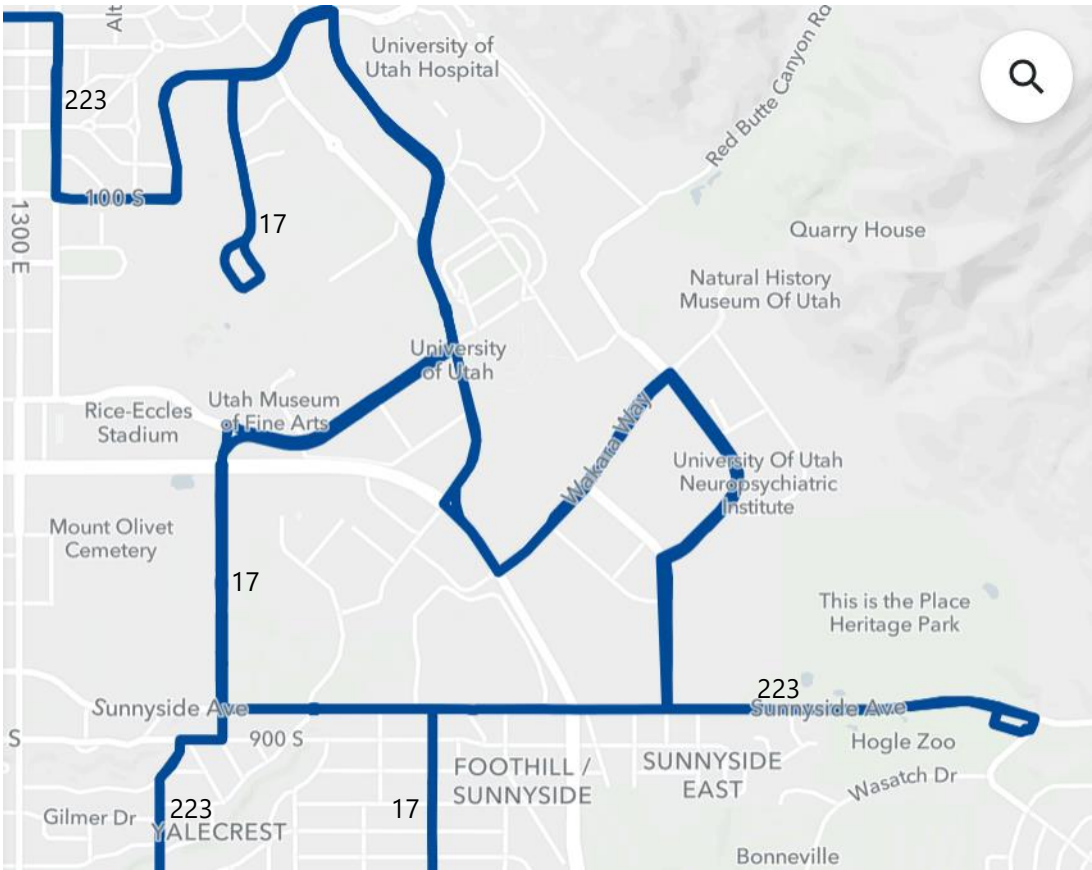 Alt
University of
Utah Hospital
223
Red Butte Canyon Rd
100 S
1300 E
17
Quarry House
Natural History
Museum Of Utah
University
of Utah
Utah Museum
of Fine Arts
Rice-Eccles
Stadium
Wakara Way
University Of Utah
Neuropsychiatric
Institute
Mount Olivet
Cemetery
17
This is the Place
Heritage Park
223
Sunnyside Ave
Sunnyside Ave
S
900 S
Hogle Zoo
FOOTHILL /
SUNNYSIDE
SUNNYSIDE
EAST
Wasatch Dr
223
17
Gilmer Dr
YALECREST
Bonneville